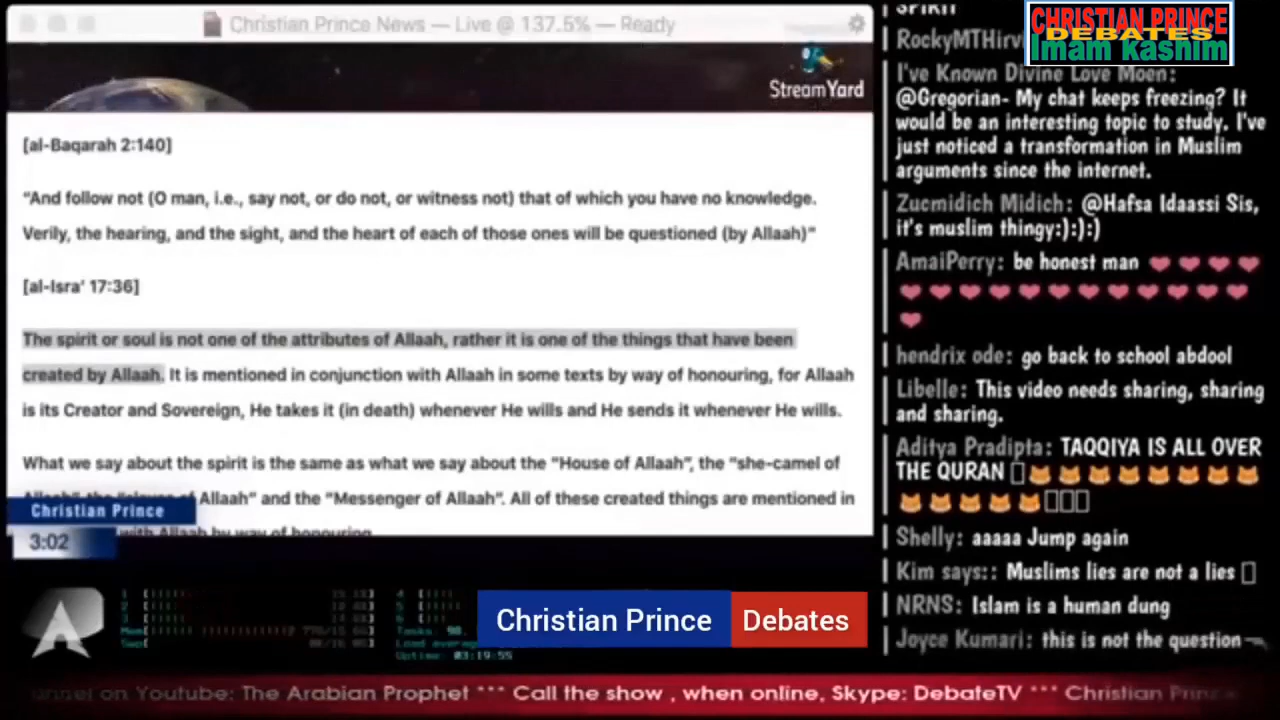 Christian Prince News — Live @ 137.5% — Ready
StreamYard
[al-Baqarah 2:140]
“And follow not (O man, i.e., say not, or do not, or witness not) that of which you have no knowledge.
Verily, the hearing, and the sight, and the heart of each of those ones will be questioned (by Allaah)”
[al-Isra’ 17:36]
The spirit or soul is not one of the attributes of Allaah, rather it is one of the things that have been
created by Allaah. It is mentioned in conjunction with Allaah in some texts by way of honouring, for Allaah
is its Creator and Sovereign, He takes it (in death) whenever He wills and He sends it whenever He wills.
What we say about the spirit is the same as what we say about the “House of Allaah”, the “she-camel of
Allaah” and the “Messenger of Allaah”. All of these created things are mentioned in
with Allaah by way of honouring
Christian Prince
3:02
Christian Prince Debates
Uptime: 03:19:55
on Youtube: The Arabian Prophet *** Call the show , when online, Skype: DebateTV *** Christian Prince
CHRISTIAN PRINCE
DEBATES
Imam Kashim
SPIRIT
RockyMTHirv
I've Known Divine Love Moen:
@Gregorian- My chat keeps freezing? It
would be an interesting topic to study. I've
just noticed a transformation in Muslim
arguments since the internet.
Zucmidich Midich: @Hafsa Idaassi Sis,
it's muslim thingy:):):):)
AmaiPerry: be honest man
hendrix ode: go back to school abdool
Libelle: This video needs sharing, sharing
and sharing.
Aditya Pradipta: TAQQIYA IS ALL OVER
THE QURAN
Shelly: aaaaa Jump again
Kim says:: Muslims lies are not a lies
NRNS: Islam is a human dung
Joyce Kumari: this is not the question